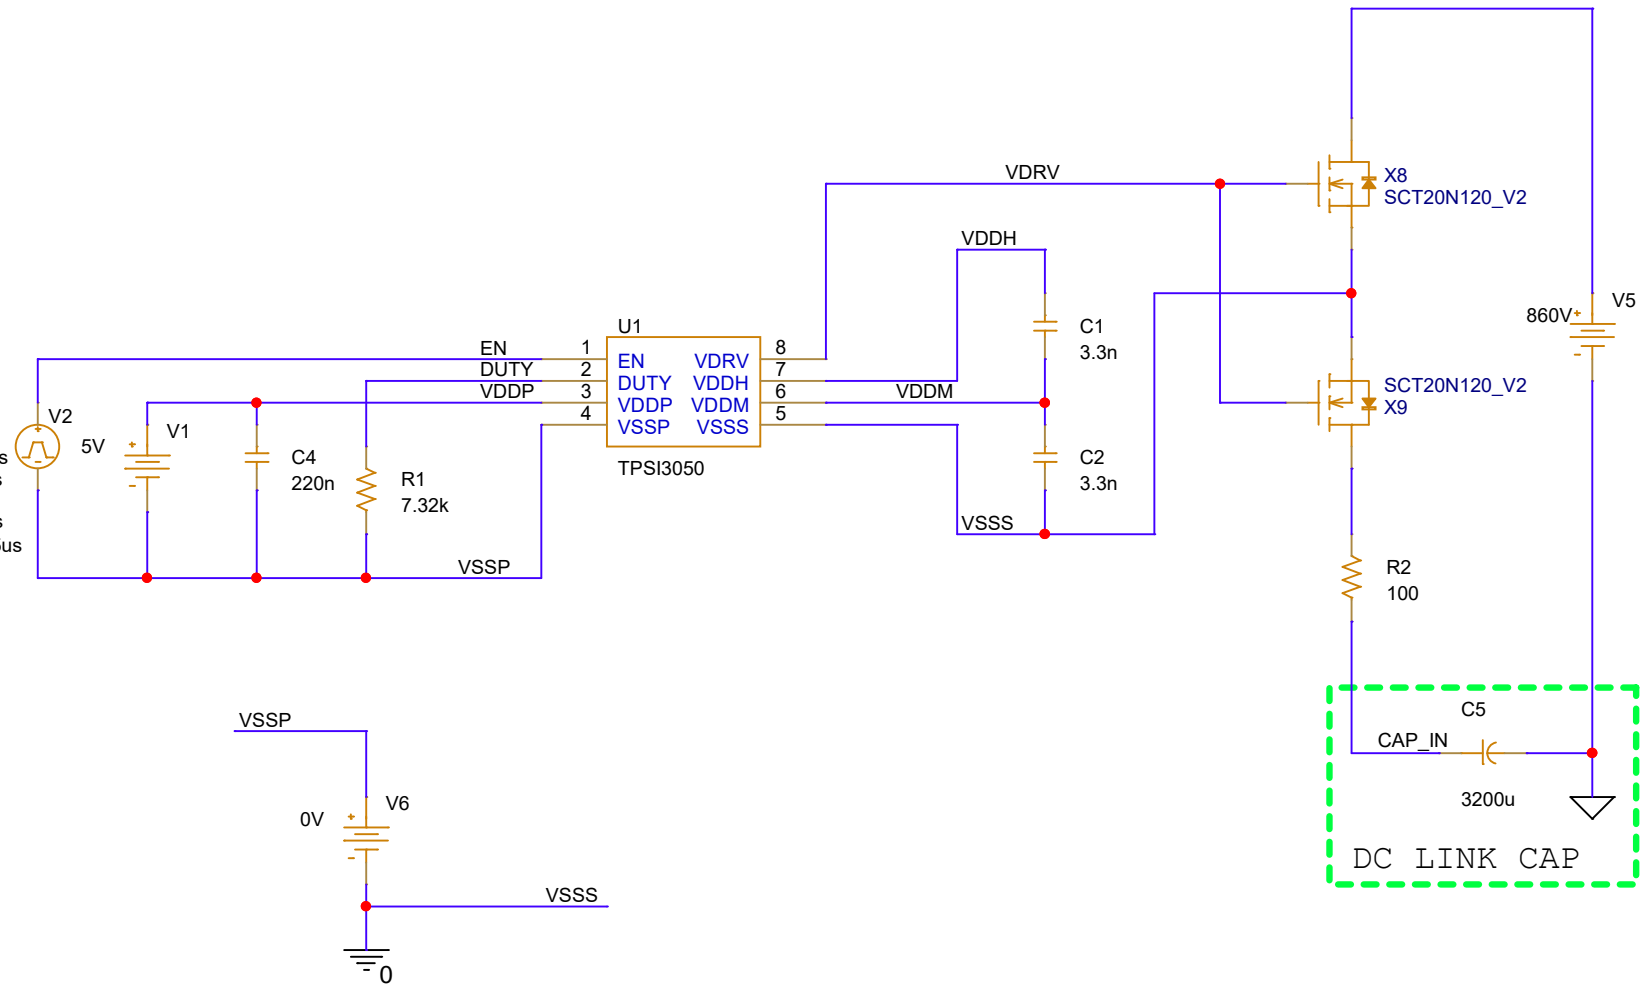 VDRV
X8
SCT20N120_V2
VDDH
V5
860V
+
-
C1
3.3n
U1
EN
1
EN
VDRV
8
DUTY
2
DUTY
VDDH
7
VDDP
3
VDDP
VDDM
6
VDDM
4
VSSP
VSSS
5
TPSI3050
SCT20N120_V2
X9
V2
+
-
s
s
s
5V
+
-
V1
C4
220n
R1
7.32k
C2
3.3n
VSSS
VSSP
R2
100
VSSP
V6
0V
+
-
VSSS
0
C5
CAP_IN
3200u
DC LINK CAP